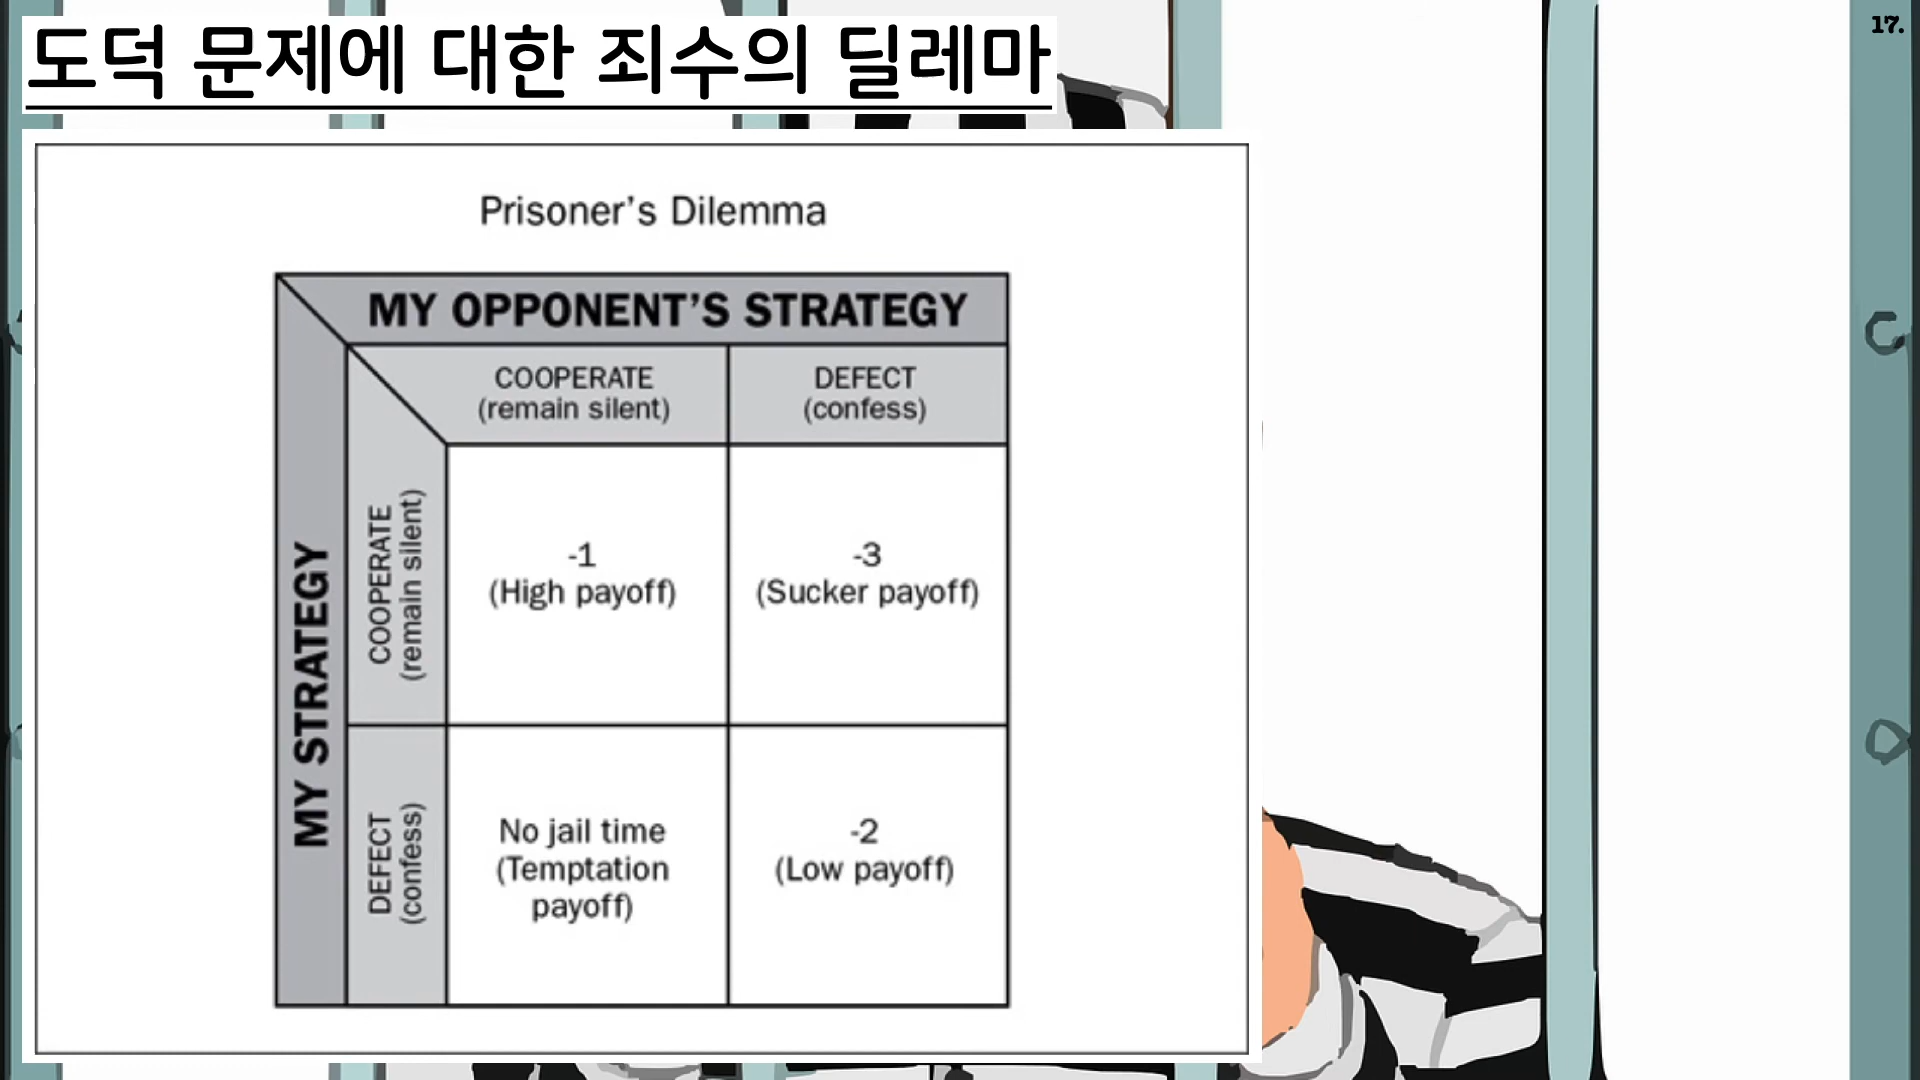 도덕 문제에 대한 죄수의 딜레마
17.
Prisoner’s Dilemma
MY OPPONENT’S STRATEGY
COOPERATE
(remain silent)
DEFECT
(confess)
MY STRATEGY
COOPERATE
(remain silent)
-1
(High payoff)
-3
(Sucker payoff)
DEFECT
(confess)
No jail time
(Temptation
payoff)
-2
(Low payoff)